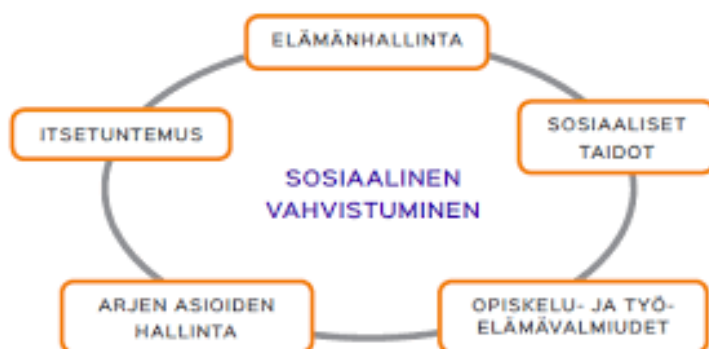 ELÄMÄNHALLINTA
ITSETUNTEMUS
SOSIAALISET
TAIDOT
SOSIAALINEN
VAHVISTUMINEN
ARJEN ASIOIDEN
HALLINTA
OPISKELU- JA TYÖ-
ELÄMÄVALMIUDET